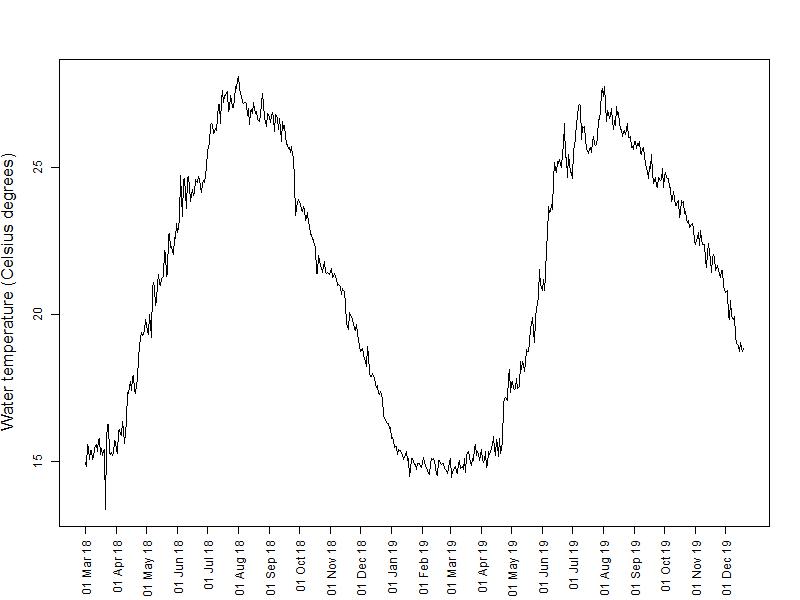 Water temperature (Celsius degrees)
25
20
15
01 Mar 18
01 Apr 18
01 May 18
01 Jun 18
01 Jul 18
01 Aug 18
01 Sep 18
01 Oct 18
01 Nov 18
01 Dec 18
01 Jan 19
01 Feb 19
01 Mar 19
01 Apr 19
01 May 19
01 Jun 19
01 Jul 19
01 Aug 19
01 Sep 19
01 Oct 19
01 Nov 19
01 Dec 19